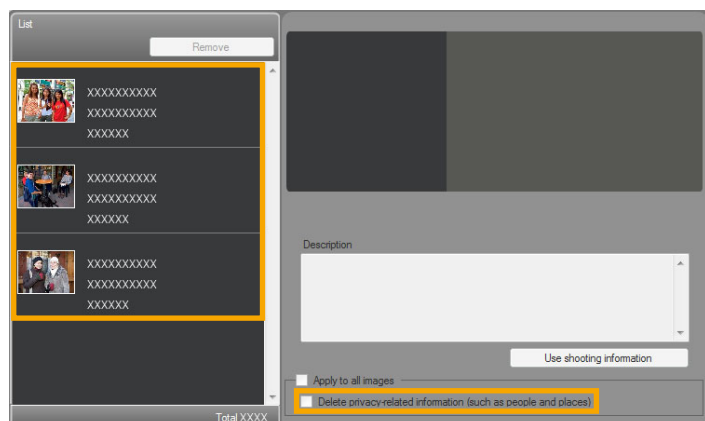 List
Remove
XXXXXXXXXX
XXXXXXXXXX
XXXXXX
XXXXXXXXXX
XXXXXXXXXX
XXXXXX
XXXXXXXXXX
XXXXXXXXXX
XXXXXX
Total XXXX
Description
Use shooting information
Apply to all images
Delete privacy-related information (such as people and places)